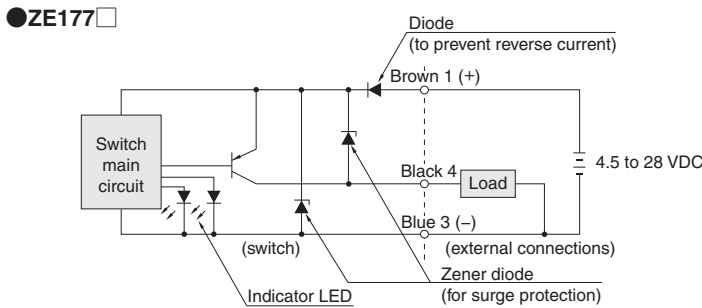 ●ZE177□
Diode
(to prevent reverse current)
Brown 1 (+)
Switch
main
circuit
4.5 to 28 VDC
Black 4
Load
Blue 3 (−)
(switch)
(external connections)
Zener diode
(for surge protection)
Indicator LED